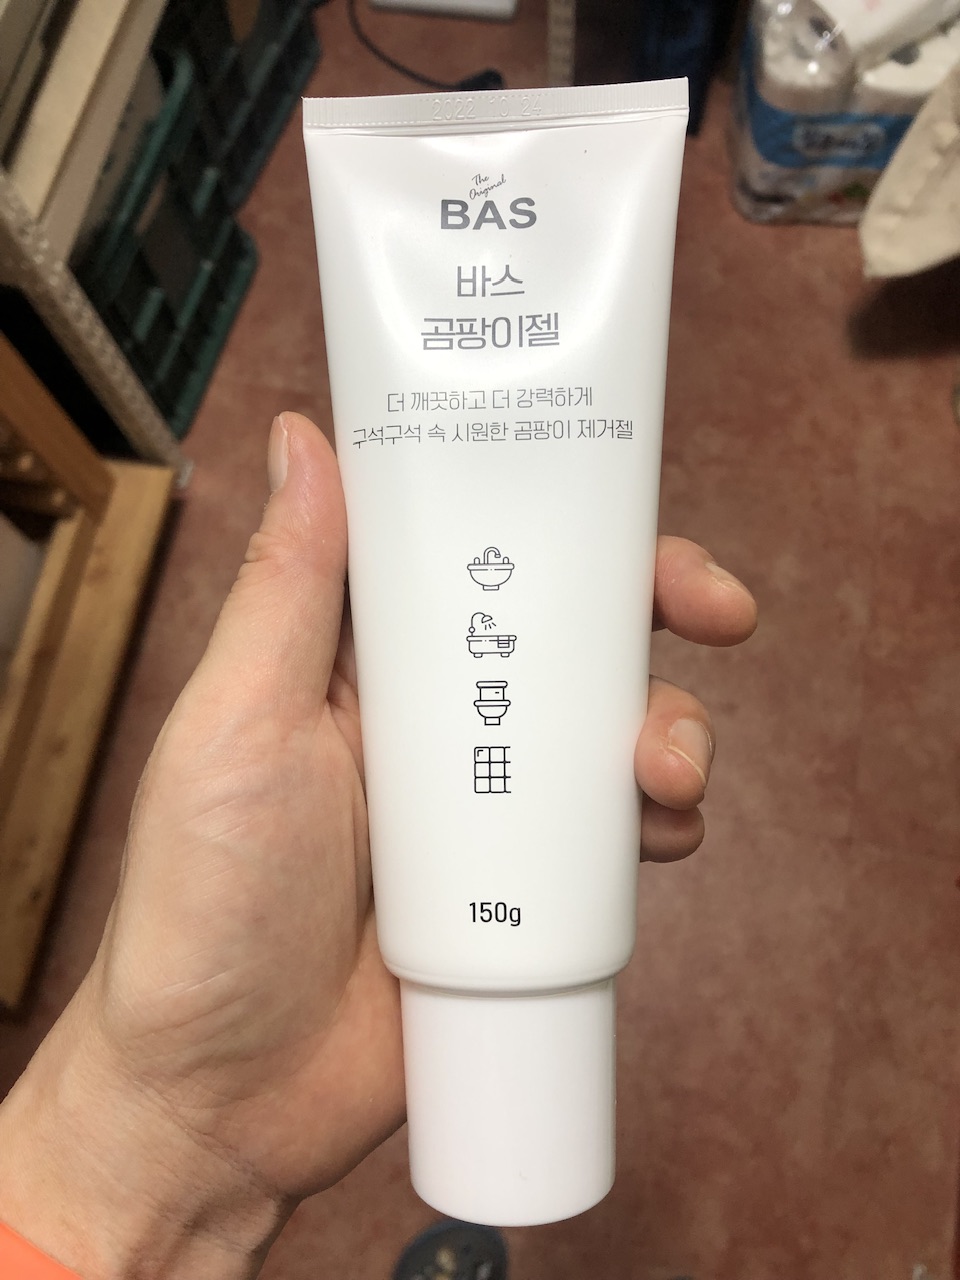 2022 10 24
The
Original
BAS
바스
곰팡이젤
더 깨끗하고 더 강력하게
구석구석 속 시원한 곰팡이 제거젤
150g